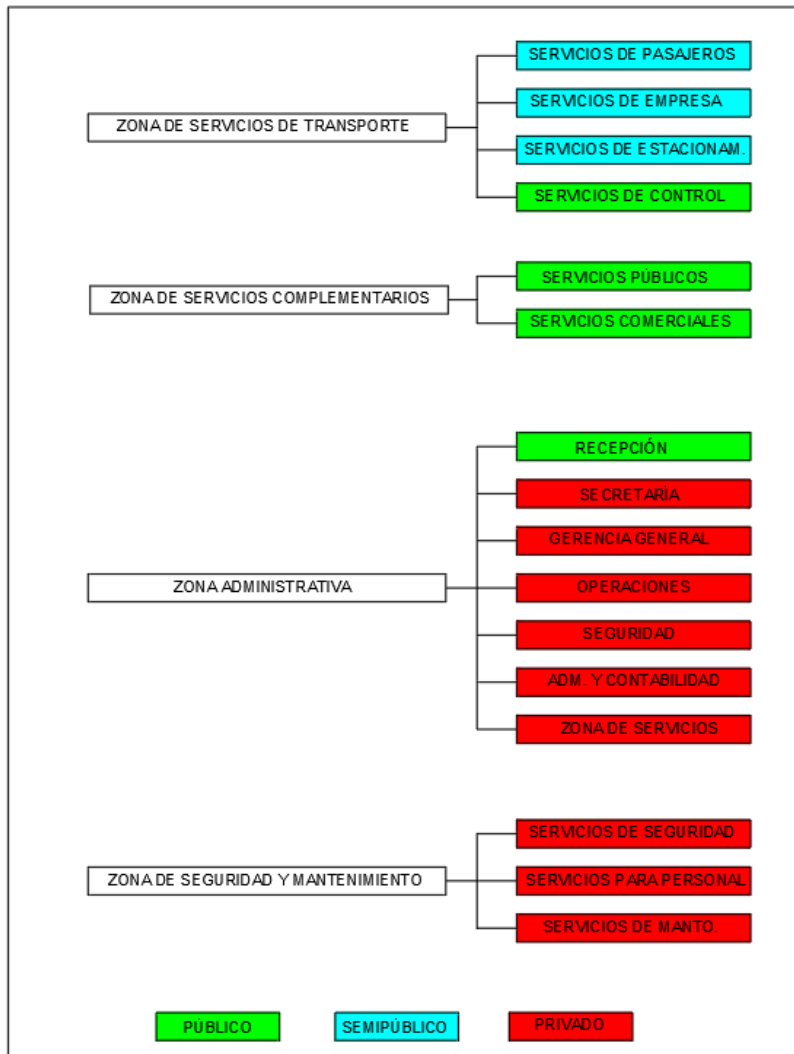 SERVICIOS DE PASAJEROS
SERVICIOS DE EMPRESA
ZONA DE SERVICIOS DE TRANSPORTE
SERVICIOS DE ESTACIONAM.
SERVICIOS DE CONTROL
SERVICIOS PÚBLICOS
ZONA DE SERVICIOS COMPLEMENTARIOS
SERVICIOS COMERCIALES
RECEPCIÓN
SECRETARÍA
GERENCIA GENERAL
ZONA ADMINISTRATIVA
OPERACIONES
SEGURIDAD
ADM. Y CONTABILIDAD
ZONA DE SERVICIOS
SERVICIOS DE SEGURIDAD
ZONA DE SEGURIDAD Y MANTENIMIENTO
SERVICIOS PARA PERSONAL
SERVICIOS DE MANTO.
PÚBLICO
SEMIPÚBLICO
PRIVADO